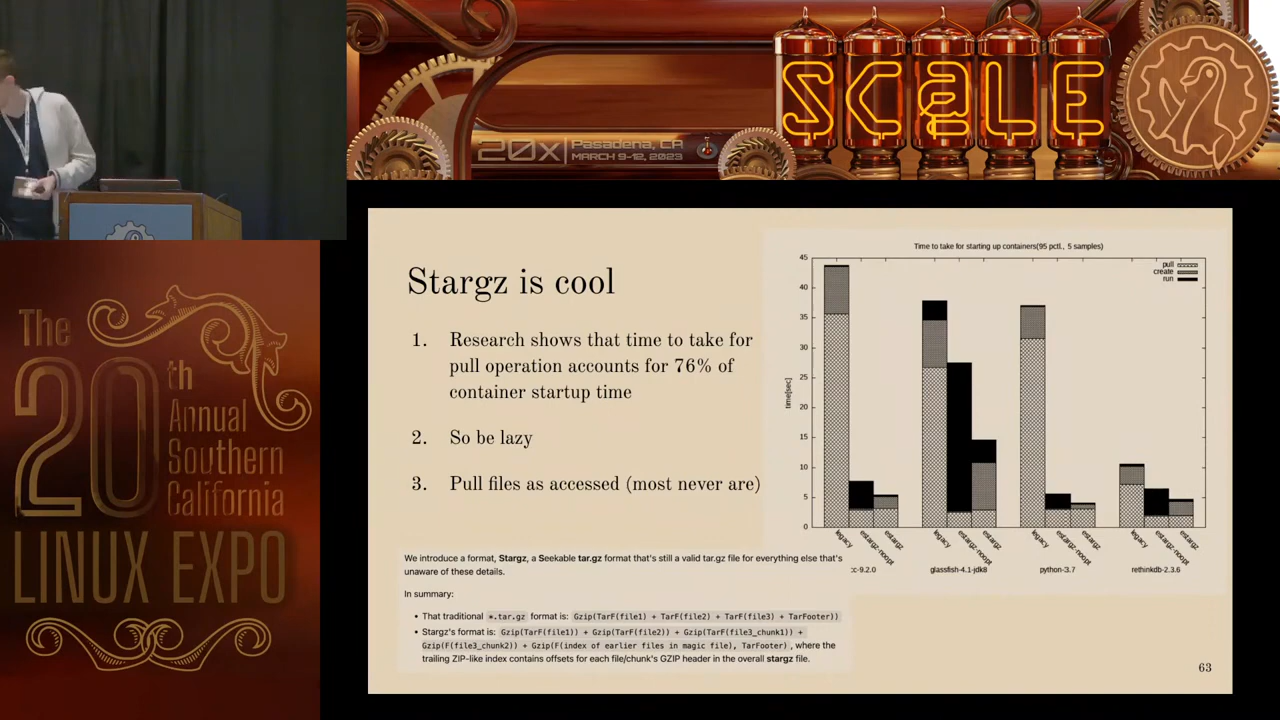 SCaLE
20x
Pasadena, CA
MARCH 9-12, 2023
The
20th
Annual
Southern
California
LINUX EXPO
Stargz is cool
1. Research shows that time to take for
pull operation accounts for 76% of
container startup time
2. So be lazy
3. Pull files as accessed (most never are)
Time to take for starting up containers(95 pctl., 5 samples)
pull
create
run
time[sec]
45
40
35
30
25
20
15
10
5
0
legacy
estargz-noopt
estargz
legacy
estargz-noopt
estargz
legacy
estargz-noopt
estargz
legacy
estargz-noopt
estargz
cc-9.2.0
glassfish-4.1-jdk8
python-3.7
rethinkdb-2.3.6
We introduce a format, Stargz, a Seekable tar.gz format that's still a valid tar.gz file for everything else that's
unaware of these details.
In summary:
• That traditional *.tar.gz format is: Gzip(TarF(file1) + TarF(file2) + TarF(file3) + TarFooter))
• Stargz's format is: Gzip(TarF(file1)) + Gzip(TarF(file2)) + Gzip(TarF(file3_chunk1)) +
Gzip(F(file3_chunk2)) + Gzip(F(index of earlier files in magic file), TarFooter), where the
trailing ZIP-like index contains offsets for each file/chunk's GZIP header in the overall stargz file.
63